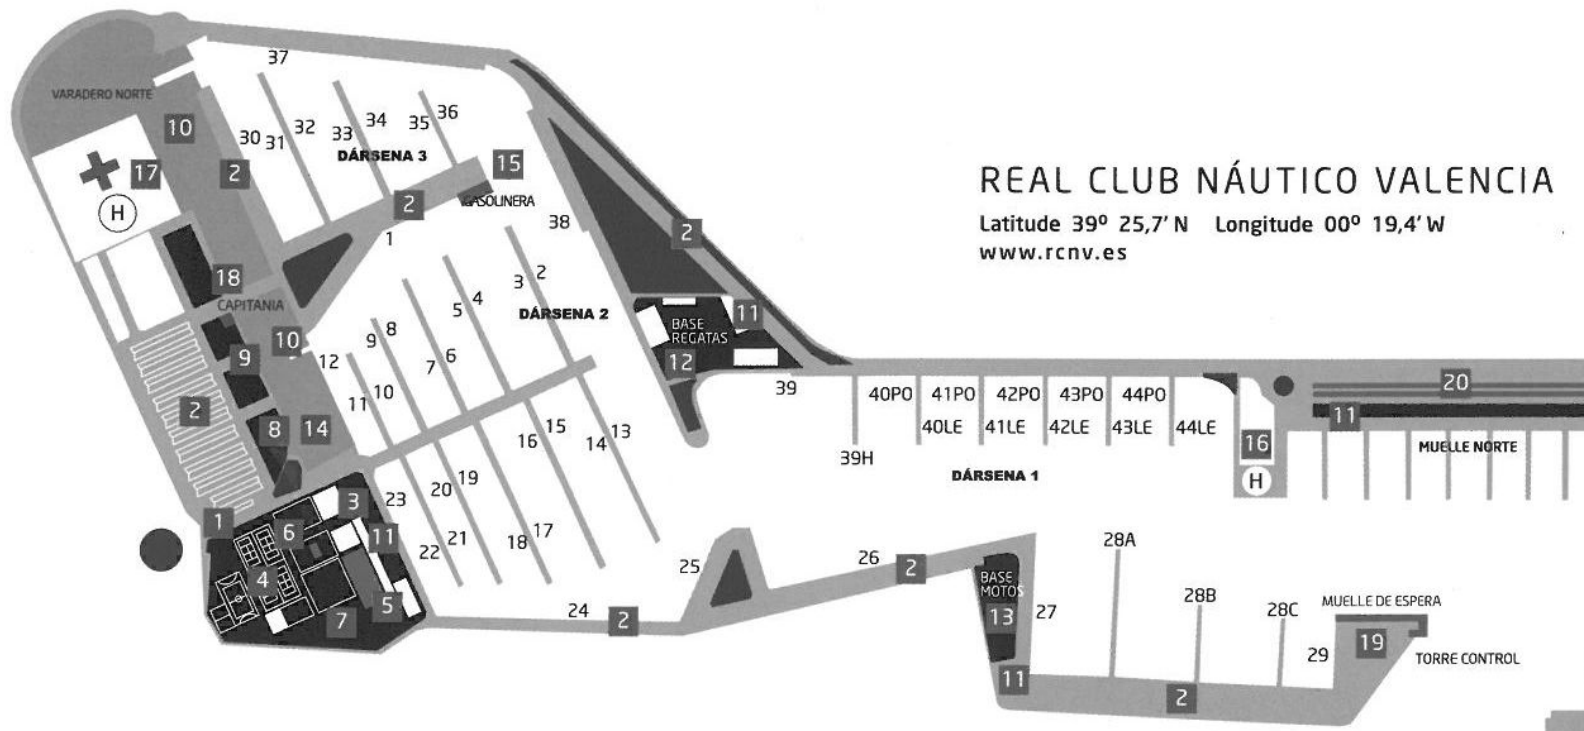 REAL CLUB NÁUTICO VALENCIA
Latitude 39º 25,7' N Longitude 00º 19,4' W
www.rcnv.es
37
VARADERO NORTE
10
30
31
32
33
34
35
36
DÁRSENA 3
15
17
2
H
2
GASOLINERA
1
38
2
18
CAPITANIA
3
2
5
4
DÁRSENA 2
11
BASE
REGATAS
12
9
10
12
9
8
7
6
11
10
39
40PO
41PO
42PO
43PO
44PO
20
11
2
8
14
16
15
14
13
40LE
41LE
42LE
43LE
44LE
16
MUELLE NORTE
39H
DÁRSENA 1
H
1
6
3
11
23
20
19
22
21
18
17
4
5
7
25
26
2
24
2
BASE
MOTOS
13
27
11
28A
28B
28C
MUELLE DE ESPERA
29
19
TORRE CONTROL
2